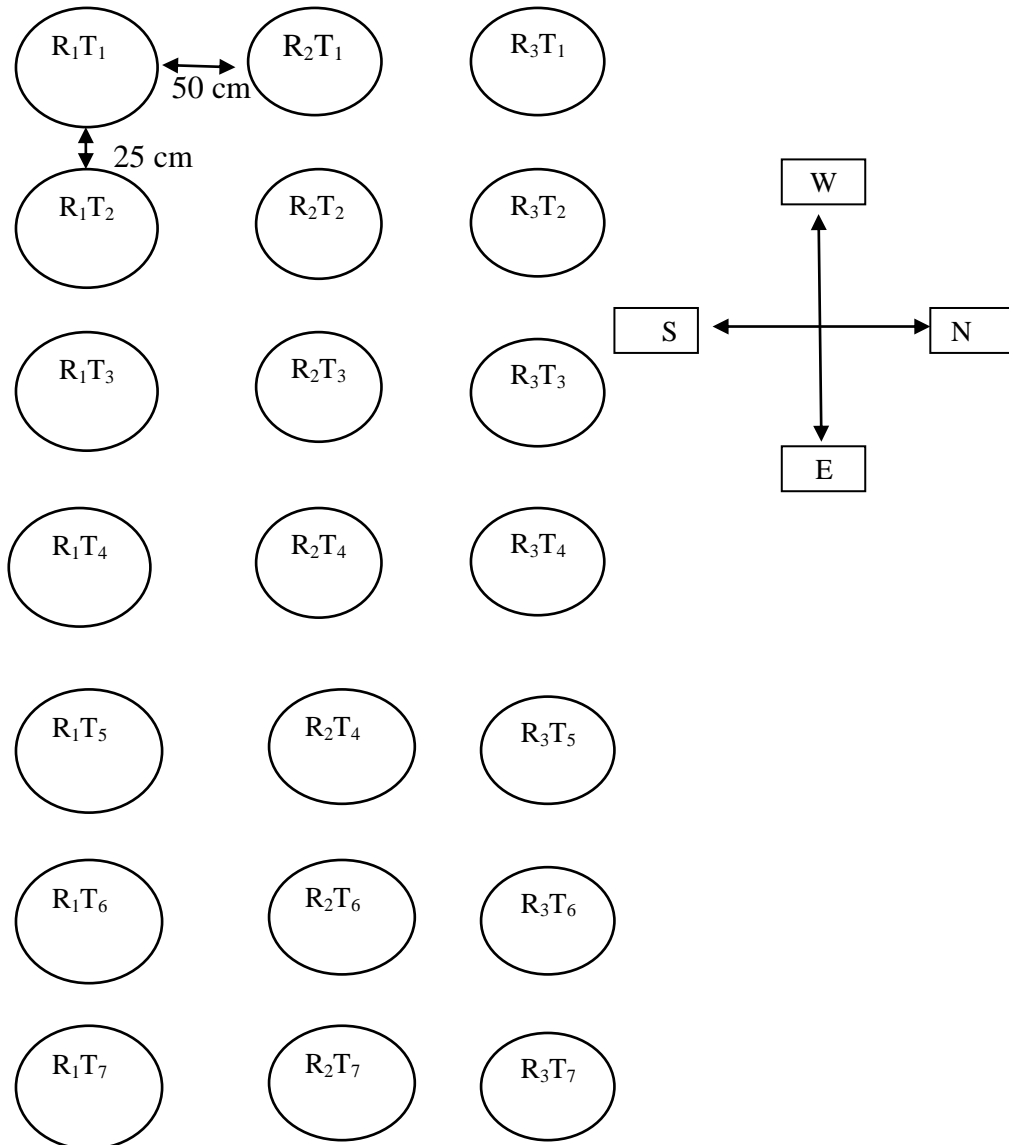 R₁T₁ R₂T₁ R₃T₁
50 cm
25 cm
R₁T₂ R₂T₂ R₃T₂
W
S N
R₁T₃ R₂T₃ R₃T₃
E
R₁T₄ R₂T₄ R₃T₄
R₁T₅ R₂T₄ R₃T₅
R₁T₆ R₂T₆ R₃T₆
R₁T₇ R₂T₇ R₃T₇